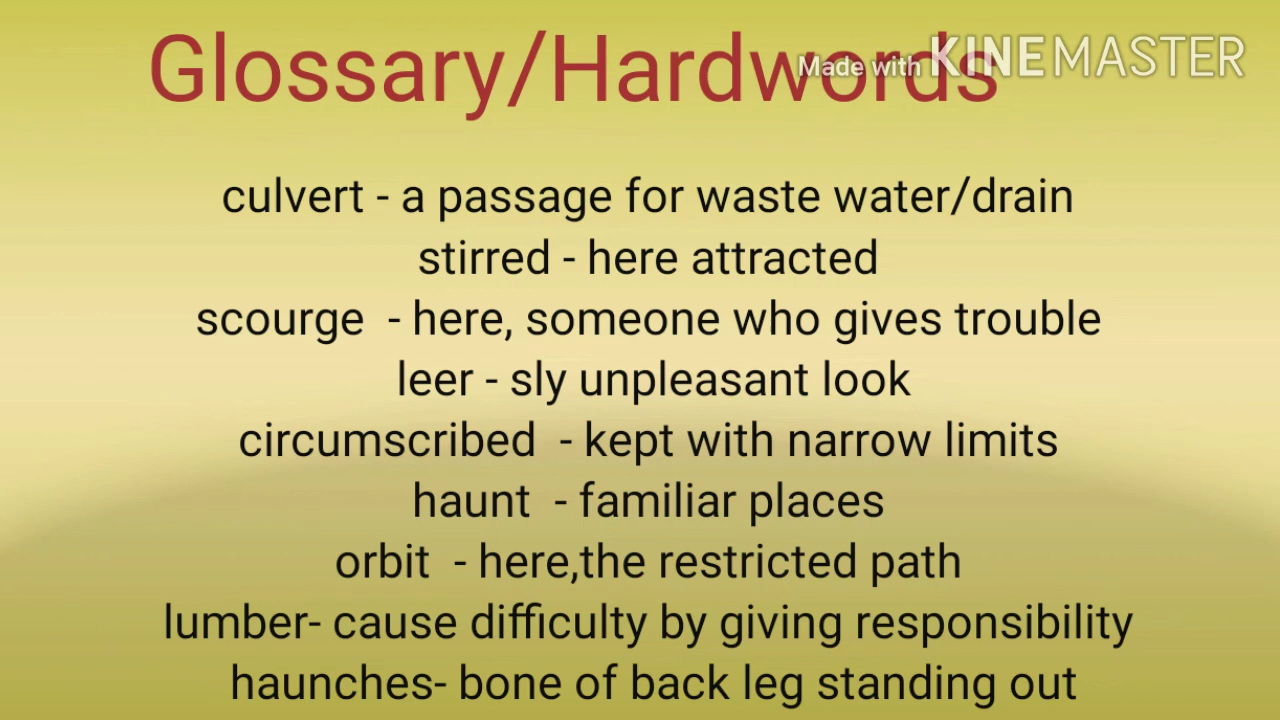 Glossary/Hardwords
Made with KINEMASTER
culvert - a passage for waste water/drain
stirred - here attracted
scourge - here, someone who gives trouble
leer - sly unpleasant look
circumscribed - kept with narrow limits
haunt - familiar places
orbit - here,the restricted path
lumber- cause difficulty by giving responsibility
haunches- bone of back leg standing out